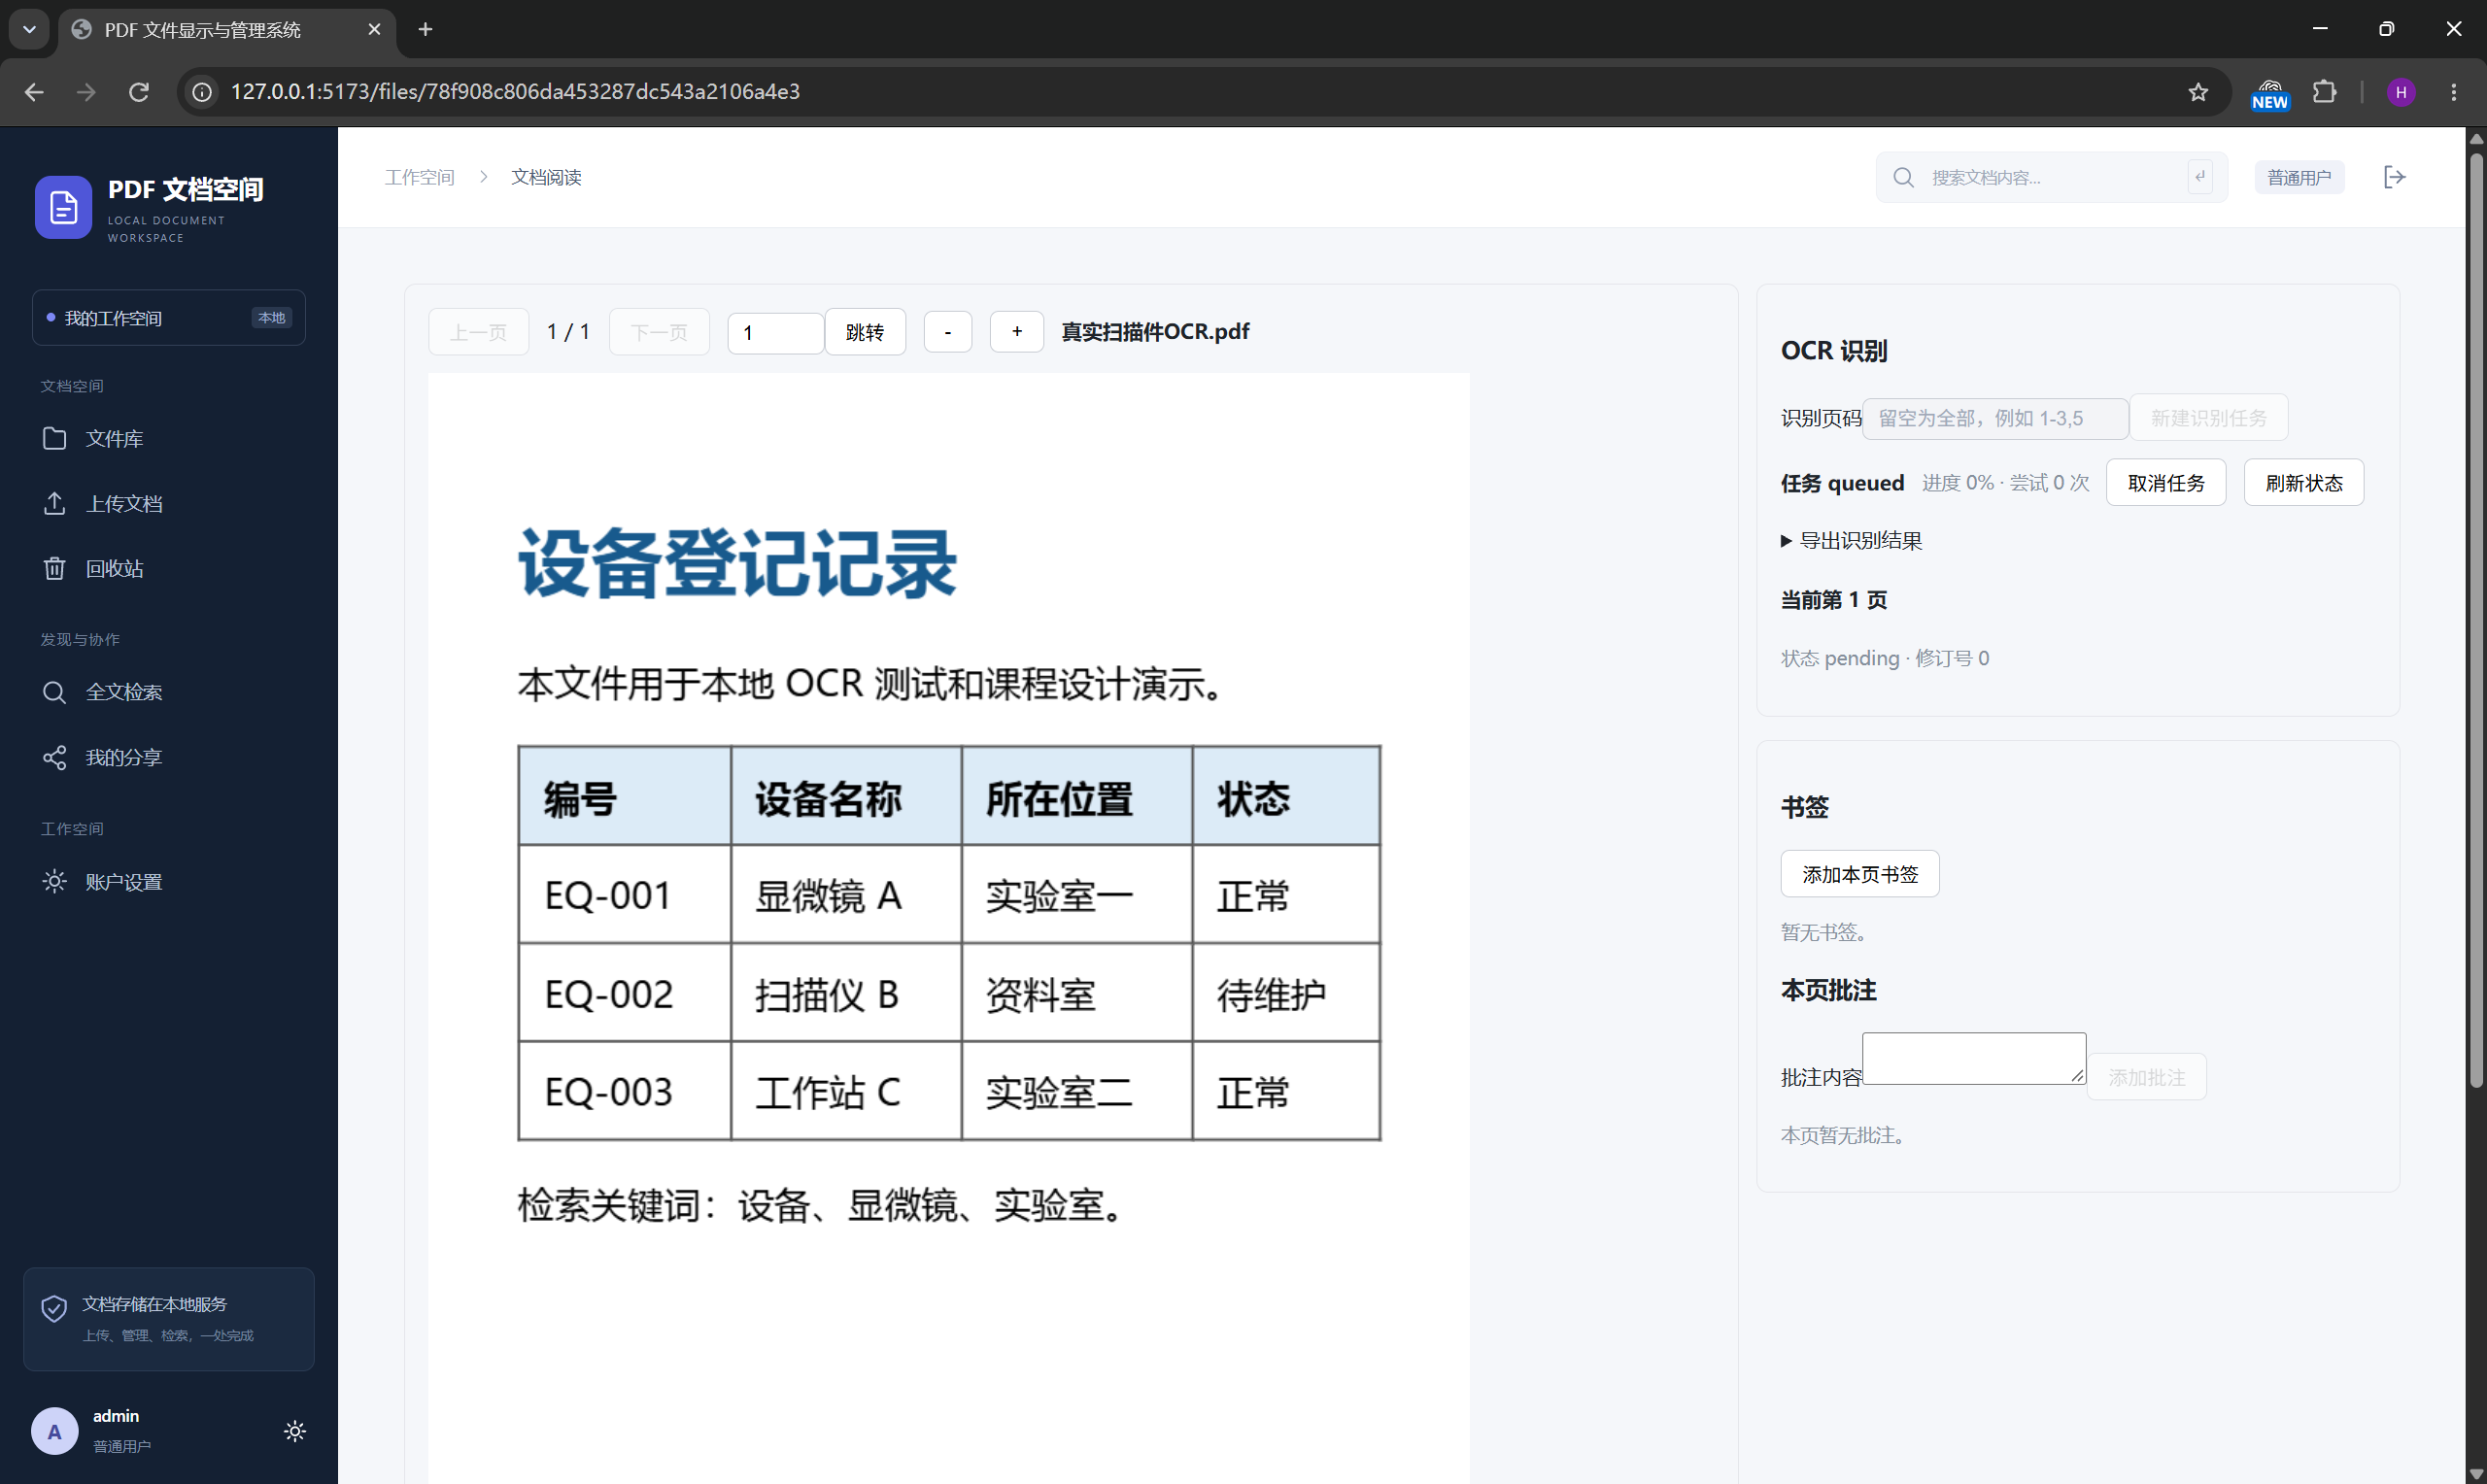 PDF 文件显示与管理系统
127.0.0.1:5173/files/78f908c806da453287dc543a2106a4e3
NEW
H
PDF 文档空间
LOCAL DOCUMENT
WORKSPACE
我的工作空间 本地
文档空间
文件库
上传文档
回收站
发现与协作
全文检索
我的分享
工作空间
账户设置
文档存储在本地服务
上传、管理、检索，一处完成
A
admin
普通用户
工作空间 > 文档阅读
搜索文档内容...
普通用户
上一页 1 / 1 下一页 1 跳转 - + 真实扫描件OCR.pdf
设备登记记录
本文件用于本地 OCR 测试和课程设计演示。
编号 设备名称 所在位置 状态
EQ-001 显微镜 A 实验室一 正常
EQ-002 扫描仪 B 资料室 待维护
EQ-003 工作站 C 实验室二 正常
检索关键词：设备、显微镜、实验室。
OCR 识别
识别页码 留空为全部，例如 1-3,5 新建识别任务
任务 queued 进度 0% · 尝试 0 次 取消任务 刷新状态
导出识别结果
当前第 1 页
状态 pending · 修订号 0
书签
添加本页书签
暂无书签。
本页批注
批注内容 添加批注
本页暂无批注。